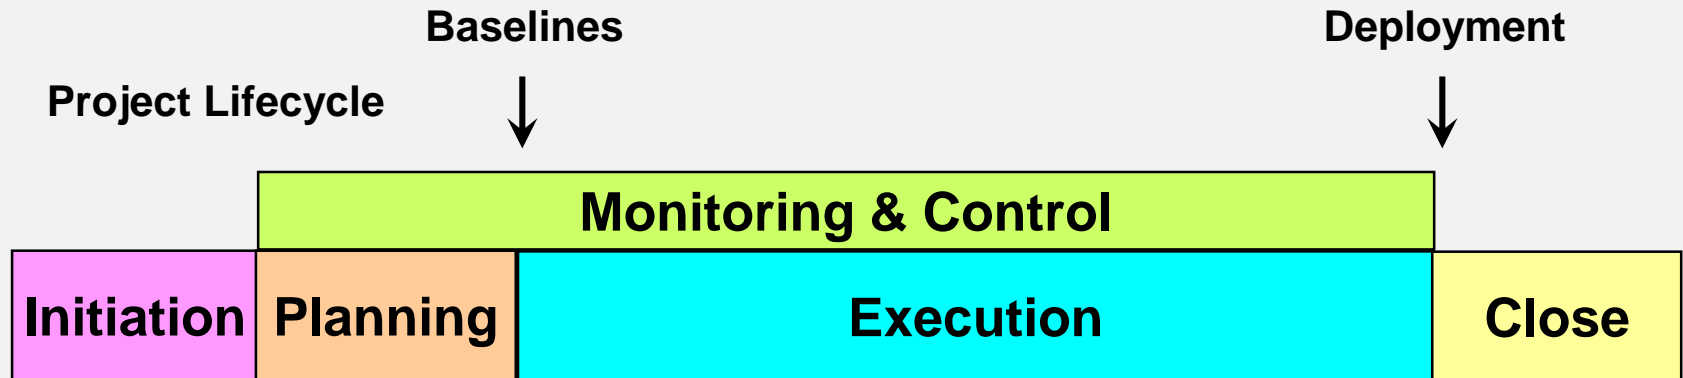 Baselines
Deployment
Project Lifecycle
Monitoring & Control
Initiation
Planning
Execution
Close